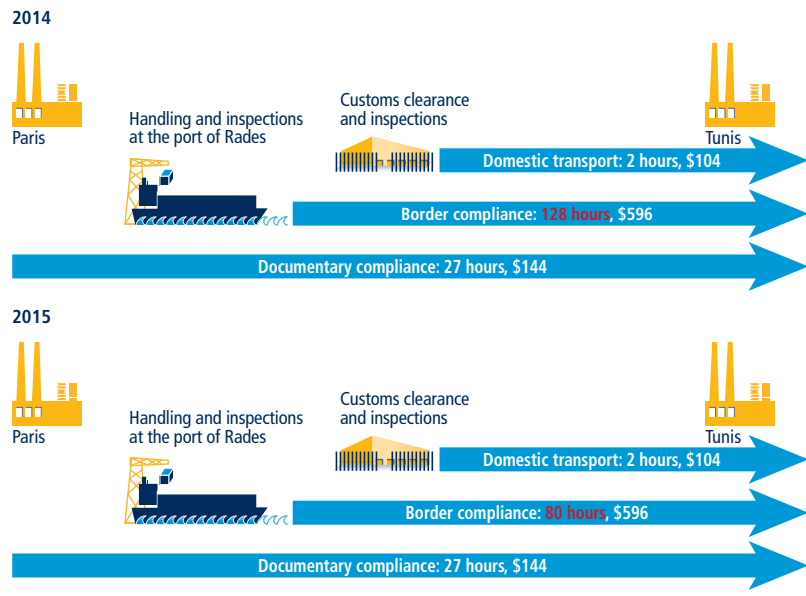 2014
Paris
Handling and inspections
at the port of Rades
Customs clearance
and inspections
Tunis
Domestic transport: 2 hours, $104
Border compliance: 128 hours, $596
Documentary compliance: 27 hours, $144
2015
Paris
Handling and inspections
at the port of Rades
Customs clearance
and inspections
Tunis
Domestic transport: 2 hours, $104
Border compliance: 80 hours, $596
Documentary compliance: 27 hours, $144